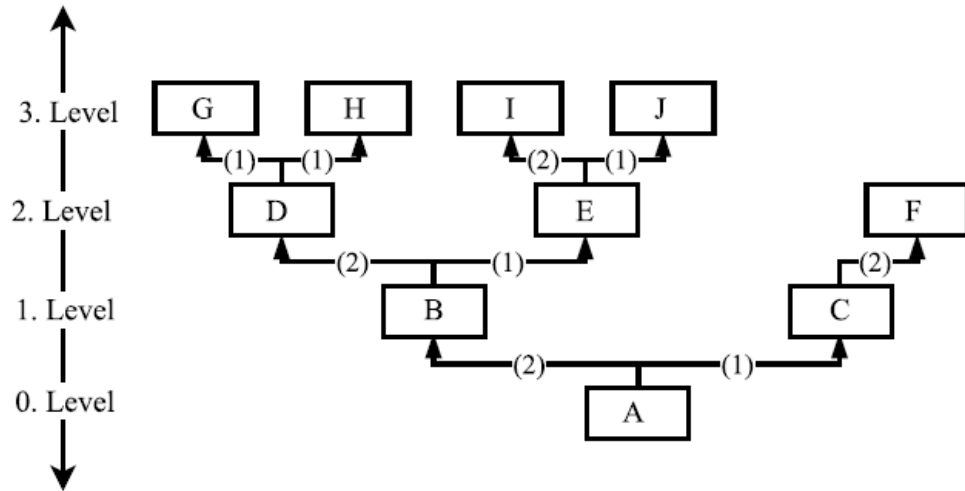 3. Level G H I J
(1) (1) (2) (1)
2. Level D E F
(2) (1) (2)
1. Level B C
(2) (1)
0. Level A